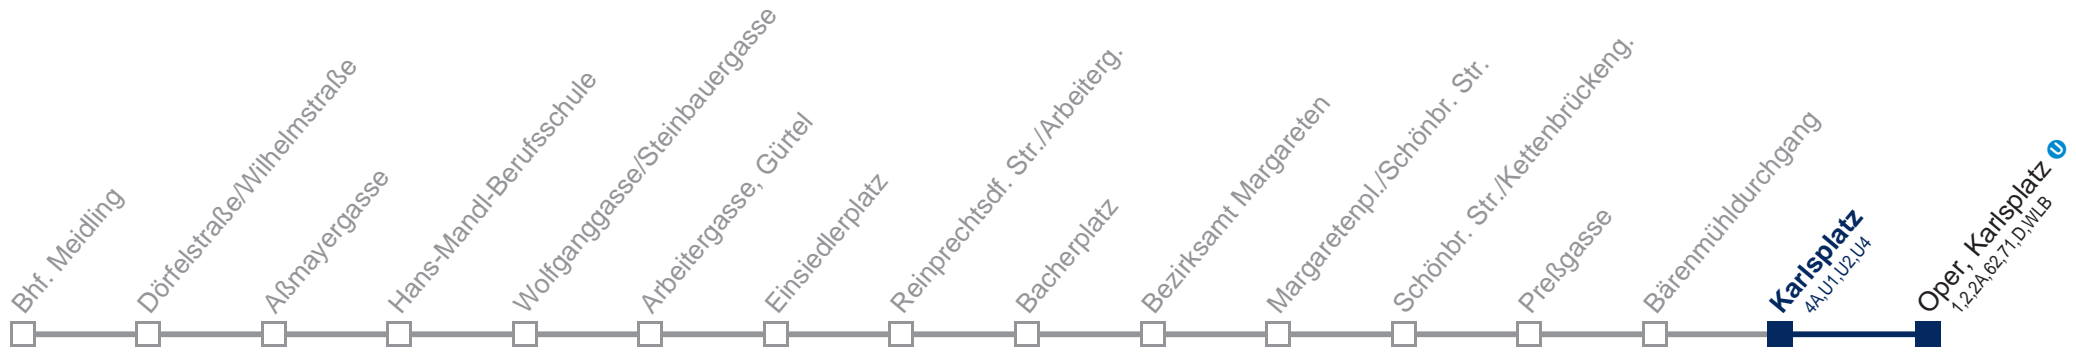 Bhf. Meidling
Dörfelstraße/Wilhelmstraße
Aßmayergasse
Hans-Mandl-Berufsschule
Wolfganggasse/Steinbauergasse
Arbeitergasse, Gürtel
Einsiedlerplatz
Reinprechtsdf. Str./Arbeiterg.
Bacherplatz
Bezirksamt Margareten
Margaretenpl./Schönbr. Str.
Schönbr. Str./Kettenbrückeng.
Preßgasse
Bärenmühldurchgang
Karlsplatz
4A,U1,U2,U4
Oper, Karlsplatz U
1,2,2A,62,71,D,WLB